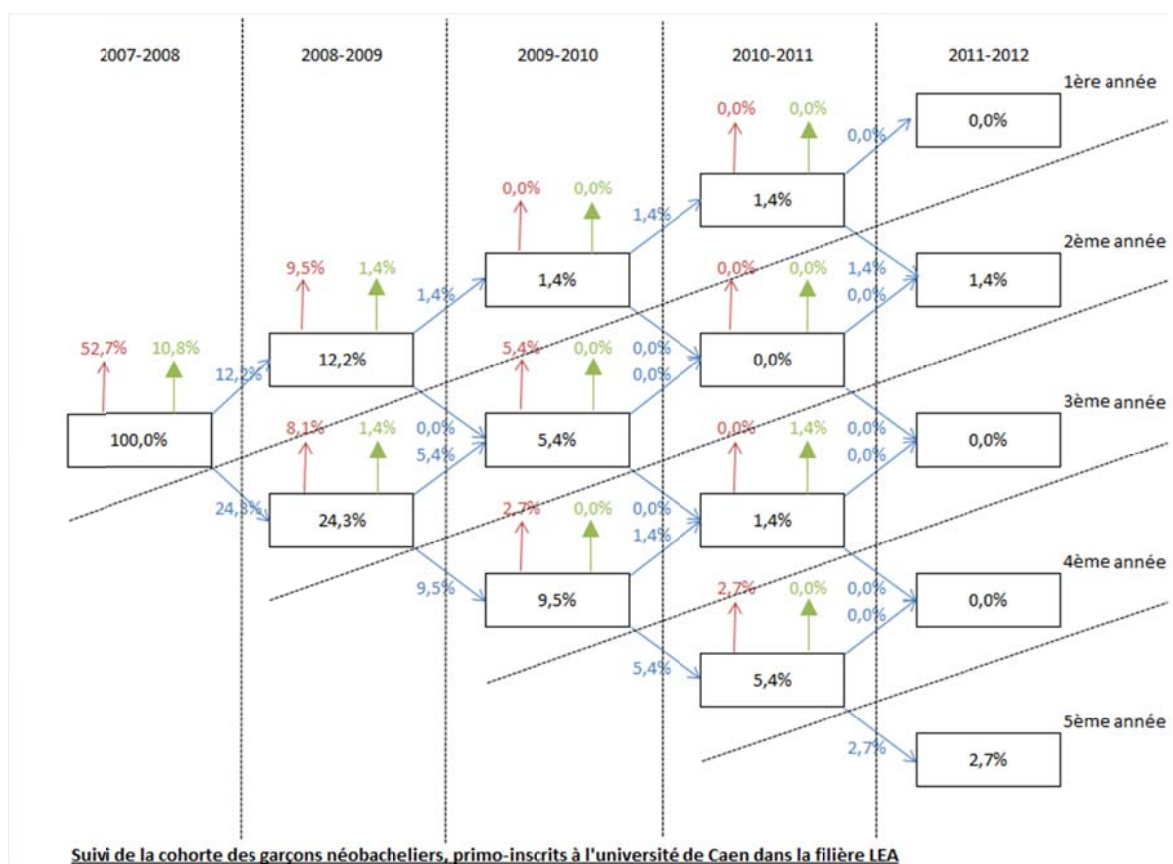 2007-2008 2008-2009 2009-2010 2010-2011 2011-2012
1ère année
0,0% 0,0% 0,0% 0,0%
0,0% 0,0% 1,4% 1,4%
2ème année
9,5% 1,4% 1,4% 1,4% 0,0% 0,0% 1,4% 1,4%
0,0%
52,7% 10,8% 12,2% 12,2% 5,4% 0,0% 0,0% 0,0%
0,0%
3ème année
100,0% 8,1% 1,4% 0,0% 5,4% 0,0% 1,4% 0,0% 0,0%
5,4% 0,0%
24,3% 24,3% 2,7% 0,0% 0,0% 1,4%
1,4%
4ème année
9,5% 9,5% 2,7% 0,0% 0,0% 0,0%
0,0%
5,4% 5,4%
5ème année
2,7% 2,7%
Suivi de la cohorte des garçons néobacheliers, primo-inscrits à l'université de Caen dans la filière LEA